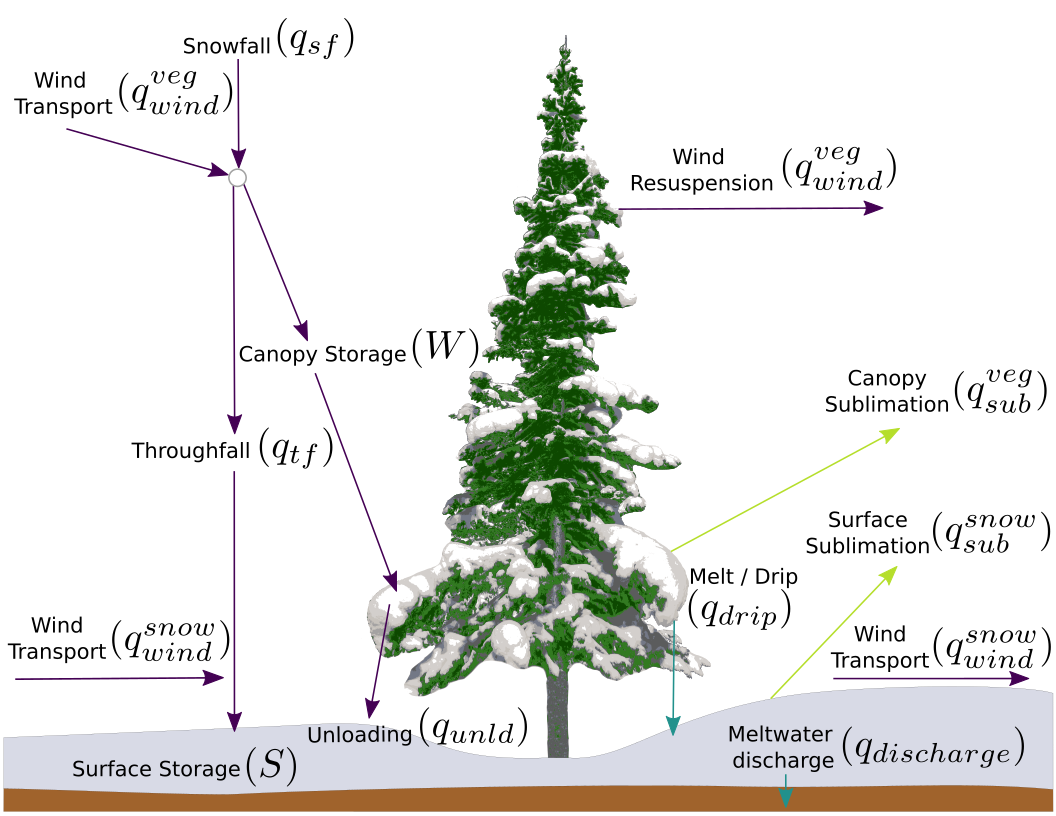 Snowfall (q_{sf})
Wind
Transport (q_{wind}^{veg})
Wind
Resuspension (q_{wind}^{veg})
Canopy Storage (W)
Canopy
Sublimation (q_{sub}^{veg})
Throughfall (q_{tf})
Surface
Sublimation (q_{sub}^{snow})
Melt / Drip
(q_{drip})
Wind
Transport (q_{wind}^{snow})
Wind
Transport (q_{wind}^{snow})
Unloading (q_{unld})
Meltwater
discharge (q_{discharge})
Surface Storage (S)